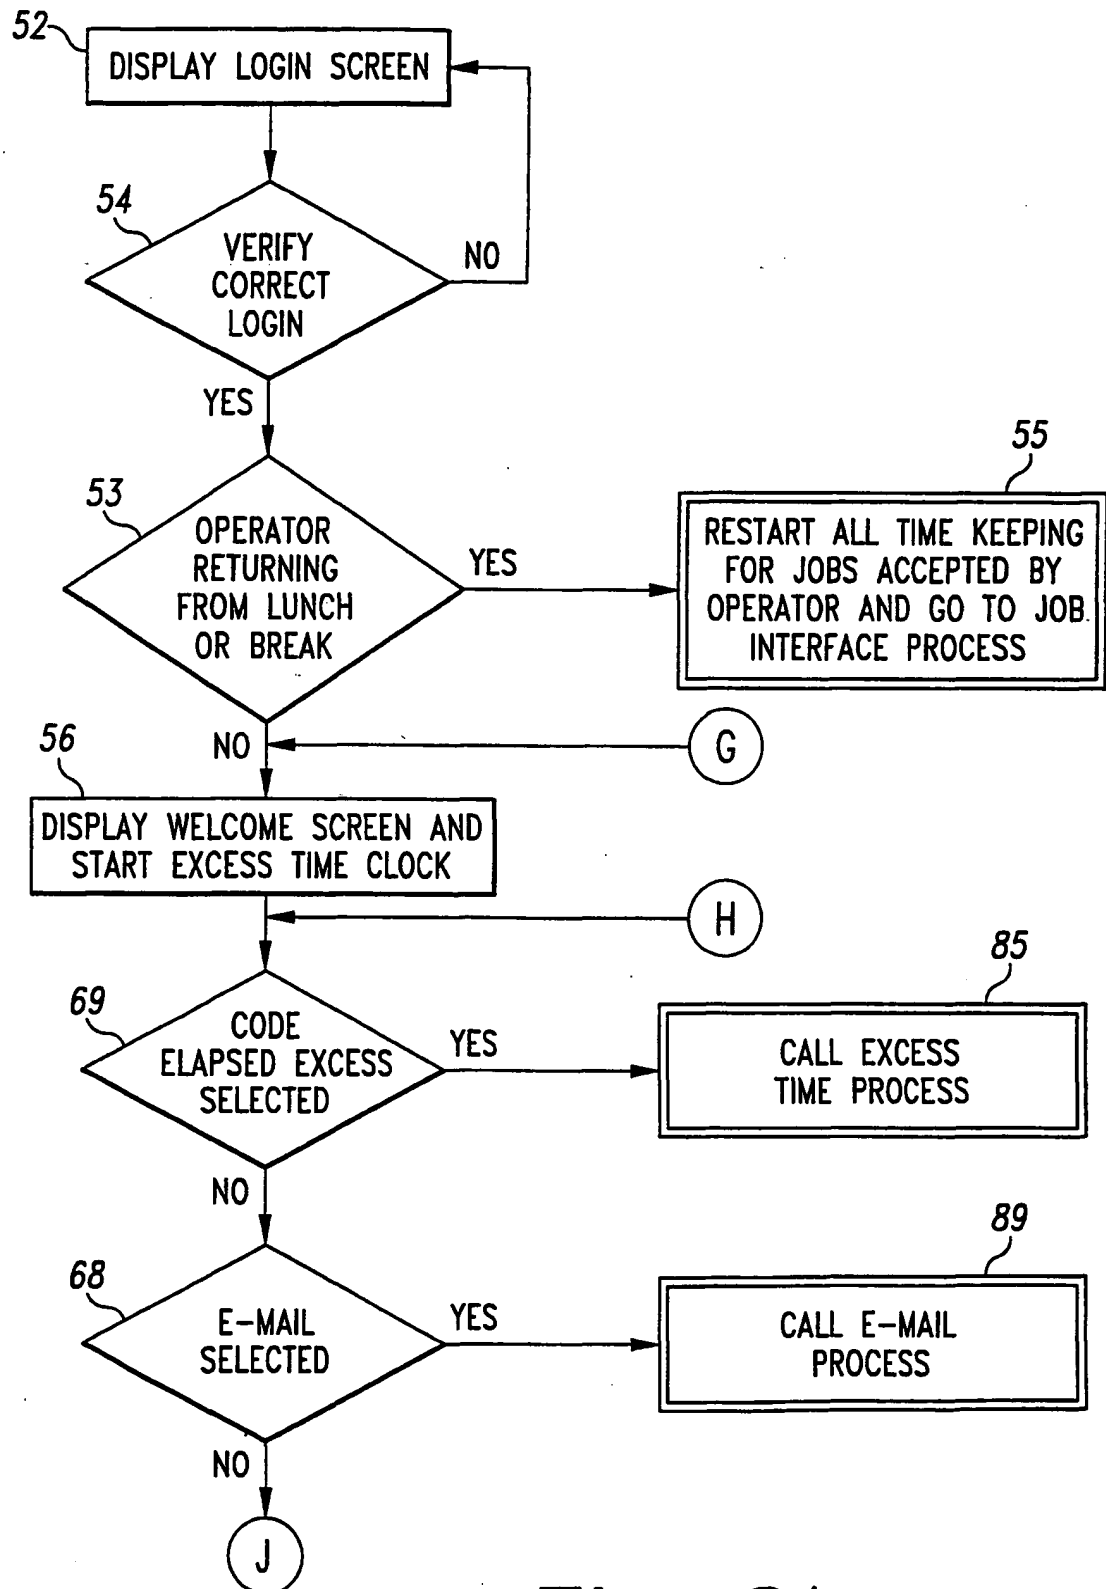 52
DISPLAY LOGIN SCREEN
54
VERIFY
CORRECT
LOGIN
NO
YES
53
OPERATOR
RETURNING
FROM LUNCH
OR BREAK
YES
55
RESTART ALL TIME KEEPING
FOR JOBS ACCEPTED BY
OPERATOR AND GO TO JOB
INTERFACE PROCESS
NO
G
56
DISPLAY WELCOME SCREEN AND
START EXCESS TIME CLOCK
H
69
CODE
ELAPSED EXCESS
SELECTED
YES
85
CALL EXCESS
TIME PROCESS
NO
68
E-MAIL
SELECTED
YES
89
CALL E-MAIL
PROCESS
NO
J